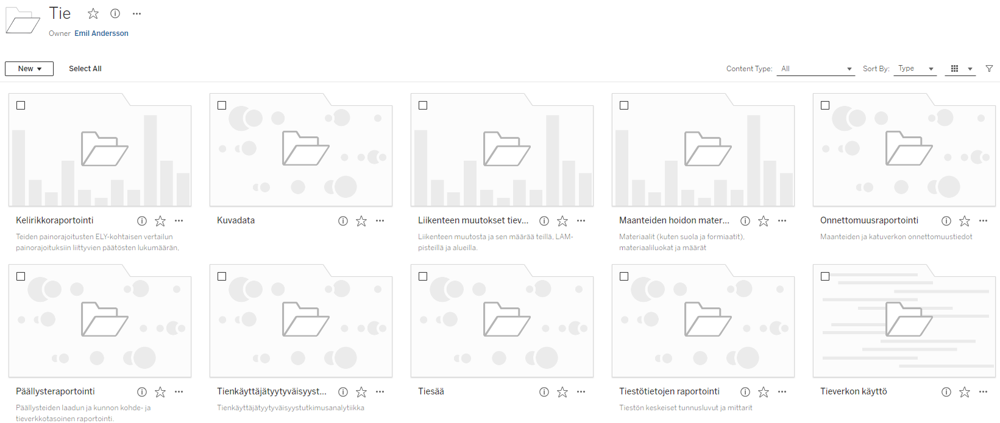 Tie
Owner Emil Andersson
New Select All Content Type: All Sort By: Type
Kelirikkoraportointi
Teiden painorajoitusten ELY-kohtaisen vertailun
painorajoituksiin liittyvien päätösten lukumäärän.
Kuvadata
Liikenteen muutokset tiev...
Liikenteen muutosta ja sen määrää teillä, LAM-
pisteillä ja alueilla.
Maanteiden hoidon mater...
Materiaalit (kuten suola ja formiaatit),
materiaaliluokat ja määrät
Onnettomuusraportointi
Maanteiden ja katuverkon onnettomuustiedot
Päällysteraportointi
Päällysteiden laadun ja kunnon kohde- ja
tieverkkotasoinen raportointi.
Tienkäyttäjätyytyväisyyst...
Tienkäyttäjätyytyväisyystutkimusanalytiikka
Tiesää
Tiestötietojen raportointi
Tiestön keskeiset tunnusluvut ja mittarit
Tieverkon käyttö